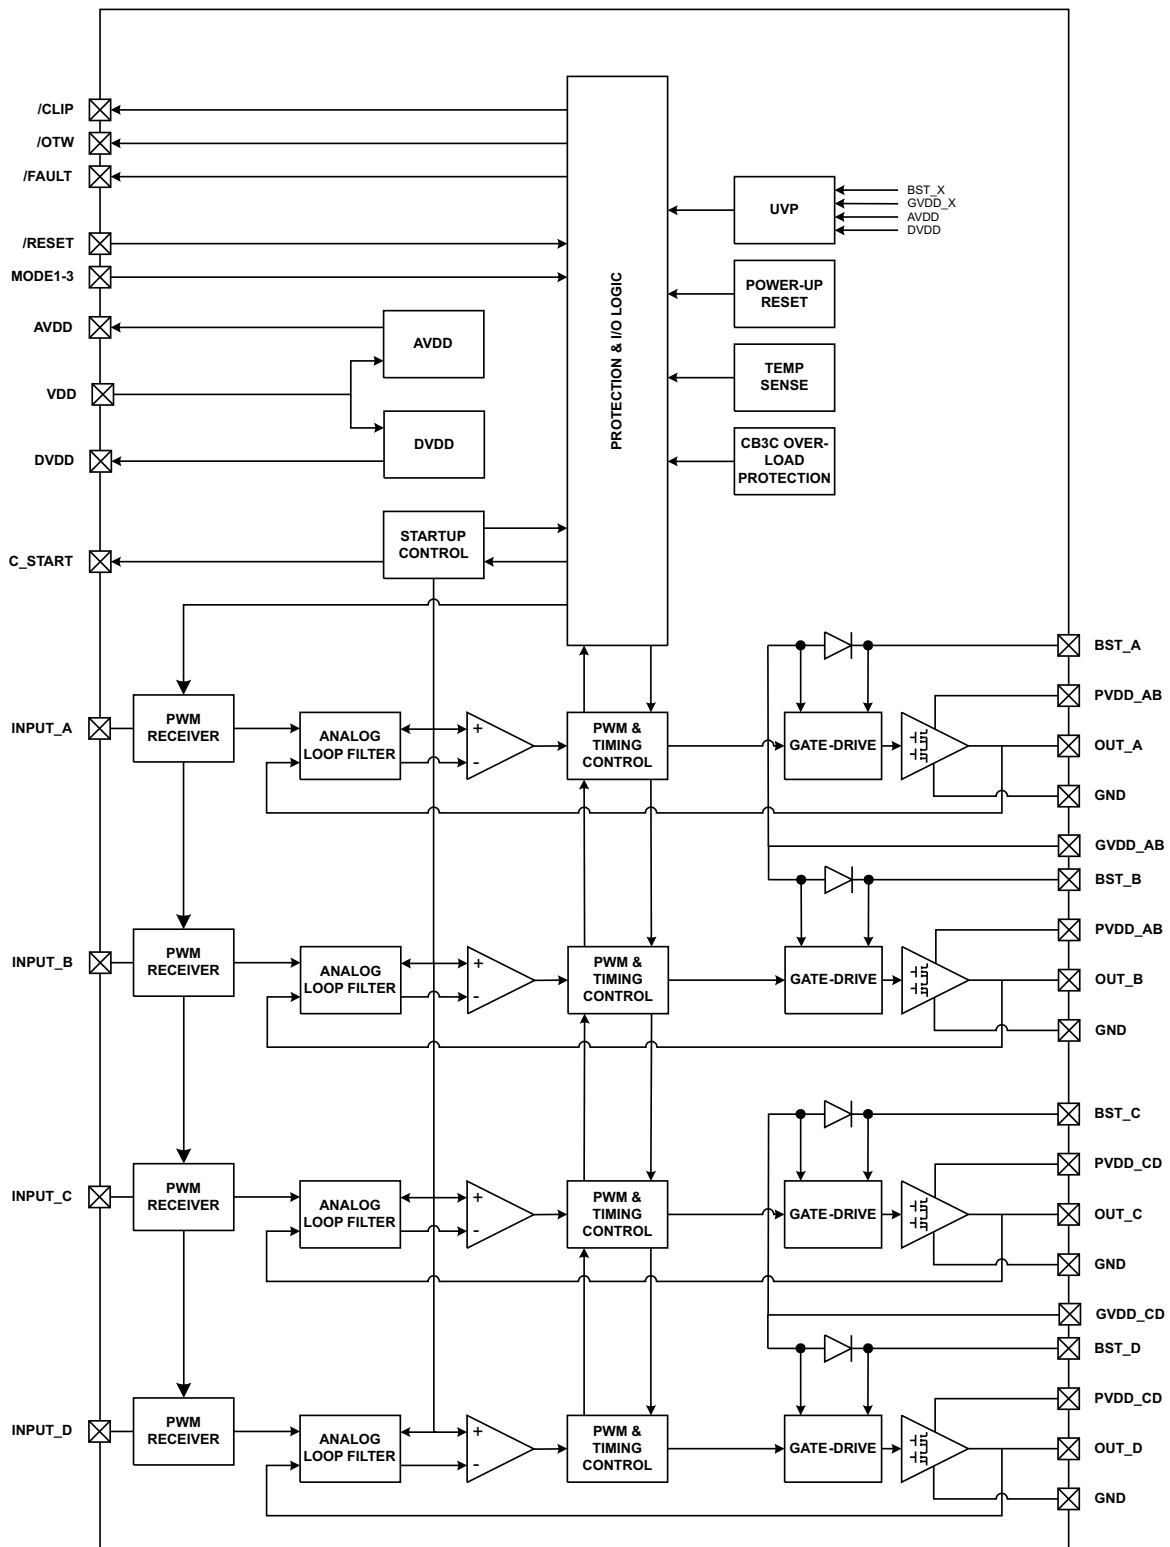 /CLIP
/OTW
/FAULT
/RESET
MODE1-3
AVDD
VDD
DVDD
C_START
AVDD
DVDD
STARTUP
CONTROL
PROTECTION & I/O LOGIC
UVP
BST_X
GVDD_X
AVDD
DVDD
POWER-UP
RESET
TEMP
SENSE
CB3C OVER-
LOAD
PROTECTION
INPUT_A
PWM
RECEIVER
ANALOG
LOOP FILTER
+
-
PWM &
TIMING
CONTROL
GATE-DRIVE
BST_A
PVDD_AB
OUT_A
GND
GVDD_AB
INPUT_B
PWM
RECEIVER
ANALOG
LOOP FILTER
+
-
PWM &
TIMING
CONTROL
GATE-DRIVE
BST_B
PVDD_AB
OUT_B
GND
INPUT_C
PWM
RECEIVER
ANALOG
LOOP FILTER
+
-
PWM &
TIMING
CONTROL
GATE-DRIVE
BST_C
PVDD_CD
OUT_C
GND
GVDD_CD
INPUT_D
PWM
RECEIVER
ANALOG
LOOP FILTER
+
-
PWM &
TIMING
CONTROL
GATE-DRIVE
BST_D
PVDD_CD
OUT_D
GND